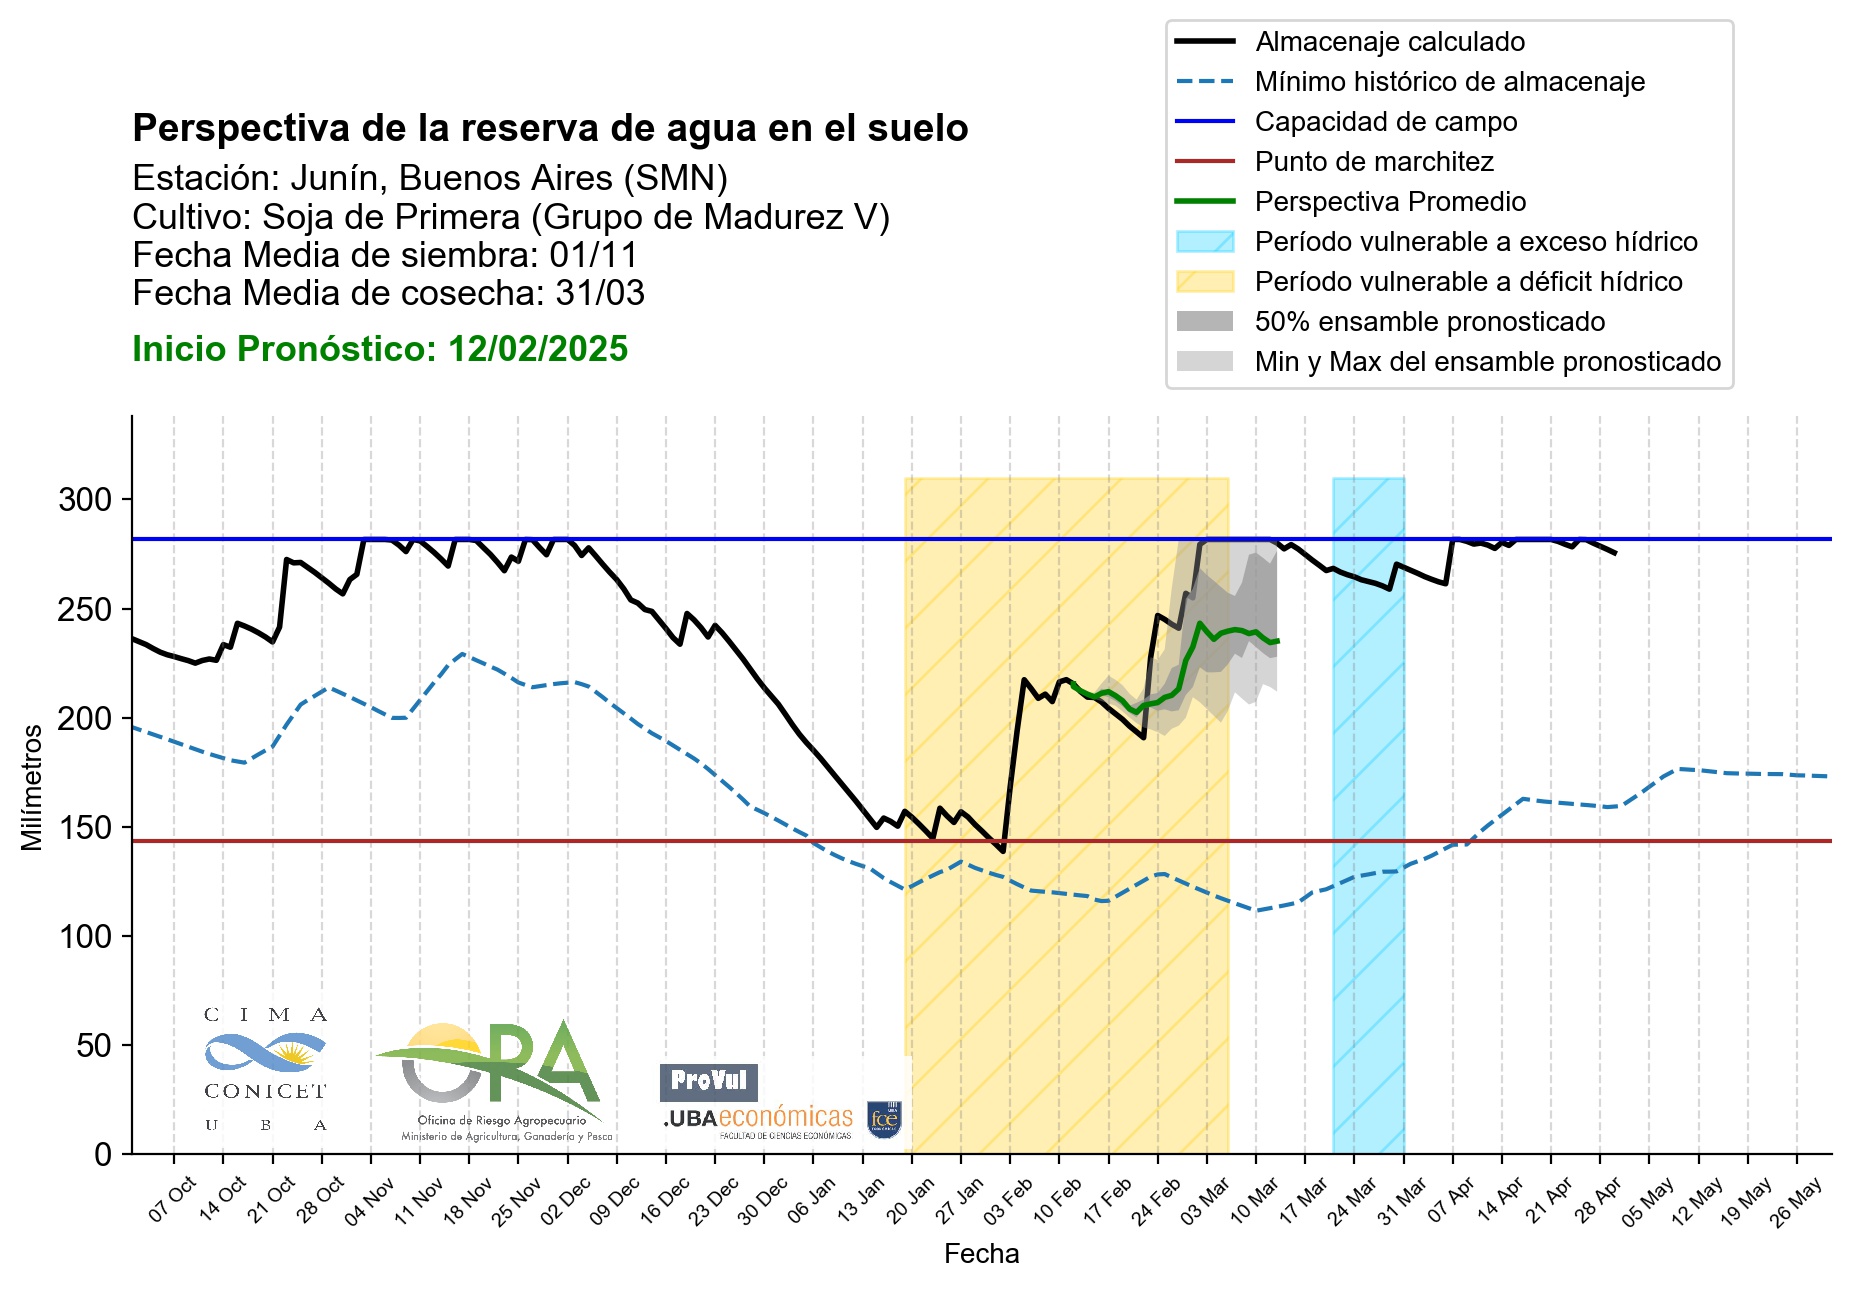 Almacenaje calculado
Mínimo histórico de almacenaje
Capacidad de campo
Punto de marchitez
Perspectiva Promedio
Período vulnerable a exceso hídrico
Período vulnerable a déficit hídrico
50% ensamble pronosticado
Min y Max del ensamble pronosticado
Perspectiva de la reserva de agua en el suelo
Estación: Junín, Buenos Aires (SMN)
Cultivo: Soja de Primera (Grupo de Madurez V)
Fecha Media de siembra: 01/11
Fecha Media de cosecha: 31/03
Inicio Pronóstico: 12/02/2025
300
250
200
150
100
50
0
Milímetros
CIMA
CONICET
UBA
ORA
Oficina de Riesgo Agropecuario
Ministerio de Agricultura, Ganadería y Pesca
ProVul
.UBAeconómicas
FACULTAD DE CIENCIAS ECONÓMICAS
UBA
fce
07 Oct 14 Oct 21 Oct 28 Oct 04 Nov 11 Nov 18 Nov 25 Nov 02 Dec 09 Dec 16 Dec 23 Dec 30 Dec 06 Jan 13 Jan 20 Jan 27 Jan 03 Feb 10 Feb 17 Feb 24 Feb 03 Mar 10 Mar 17 Mar 24 Mar 31 Mar 07 Apr 14 Apr 21 Apr 28 Apr 05 May 12 May 19 May 26 May
Fecha